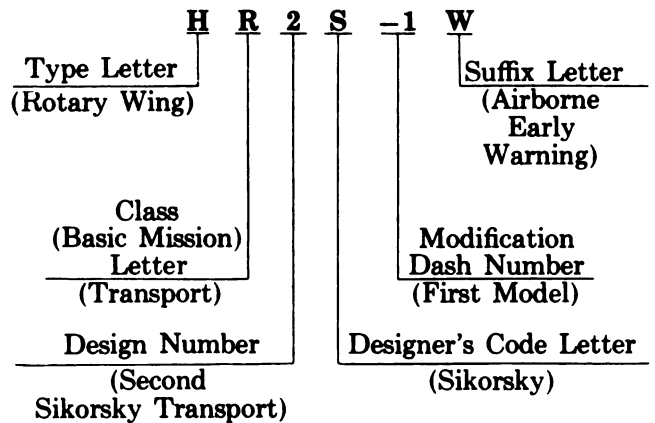 H R 2 S -1 W
Type Letter
(Rotary Wing)
Suffix Letter
(Airborne
Early
Warning)
Class
(Basic Mission)
Letter
(Transport)
Modification
Dash Number
(First Model)
Design Number
(Second
Sikorsky Transport)
Designer's Code Letter
(Sikorsky)